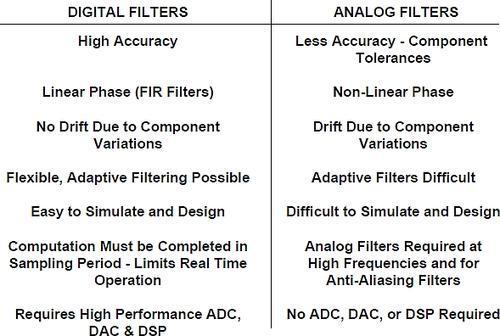 DIGITAL FILTERS
ANALOG FILTERS
High Accuracy
Less Accuracy - Component
Tolerances
Linear Phase (FIR Filters)
Non-Linear Phase
No Drift Due to Component
Variations
Drift Due to Component
Variations
Flexible, Adaptive Filtering Possible
Adaptive Filters Difficult
Easy to Simulate and Design
Difficult to Simulate and Design
Computation Must be Completed in
Sampling Period - Limits Real Time
Operation
Analog Filters Required at
High Frequencies and for
Anti-Aliasing Filters
Requires High Performance ADC,
DAC & DSP
No ADC, DAC, or DSP Required